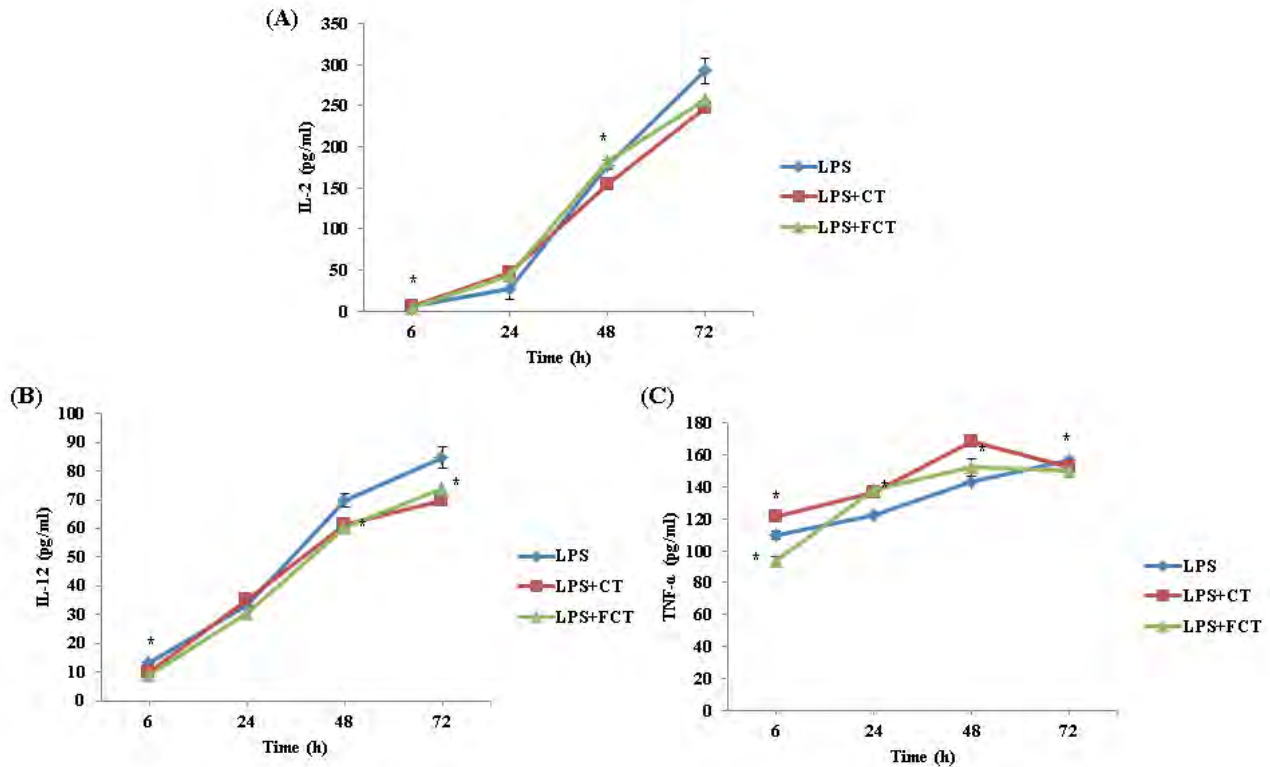 (A)
350
300
250
200
150
100
50
0
IL-2 (pg/ml)
*
*
6 24 48 72
Time (h)
LPS
LPS+CT
LPS+FCT
(B)
100
90
80
70
60
50
40
30
20
10
0
IL-12 (pg/ml)
*
*
*
6 24 48 72
Time (h)
LPS
LPS+CT
LPS+FCT
(C)
180
160
140
120
100
80
60
40
20
0
TNF-α (pg/ml)
*
*
*
*
*
6 24 48 72
Time (h)
LPS
LPS+CT
LPS+FCT